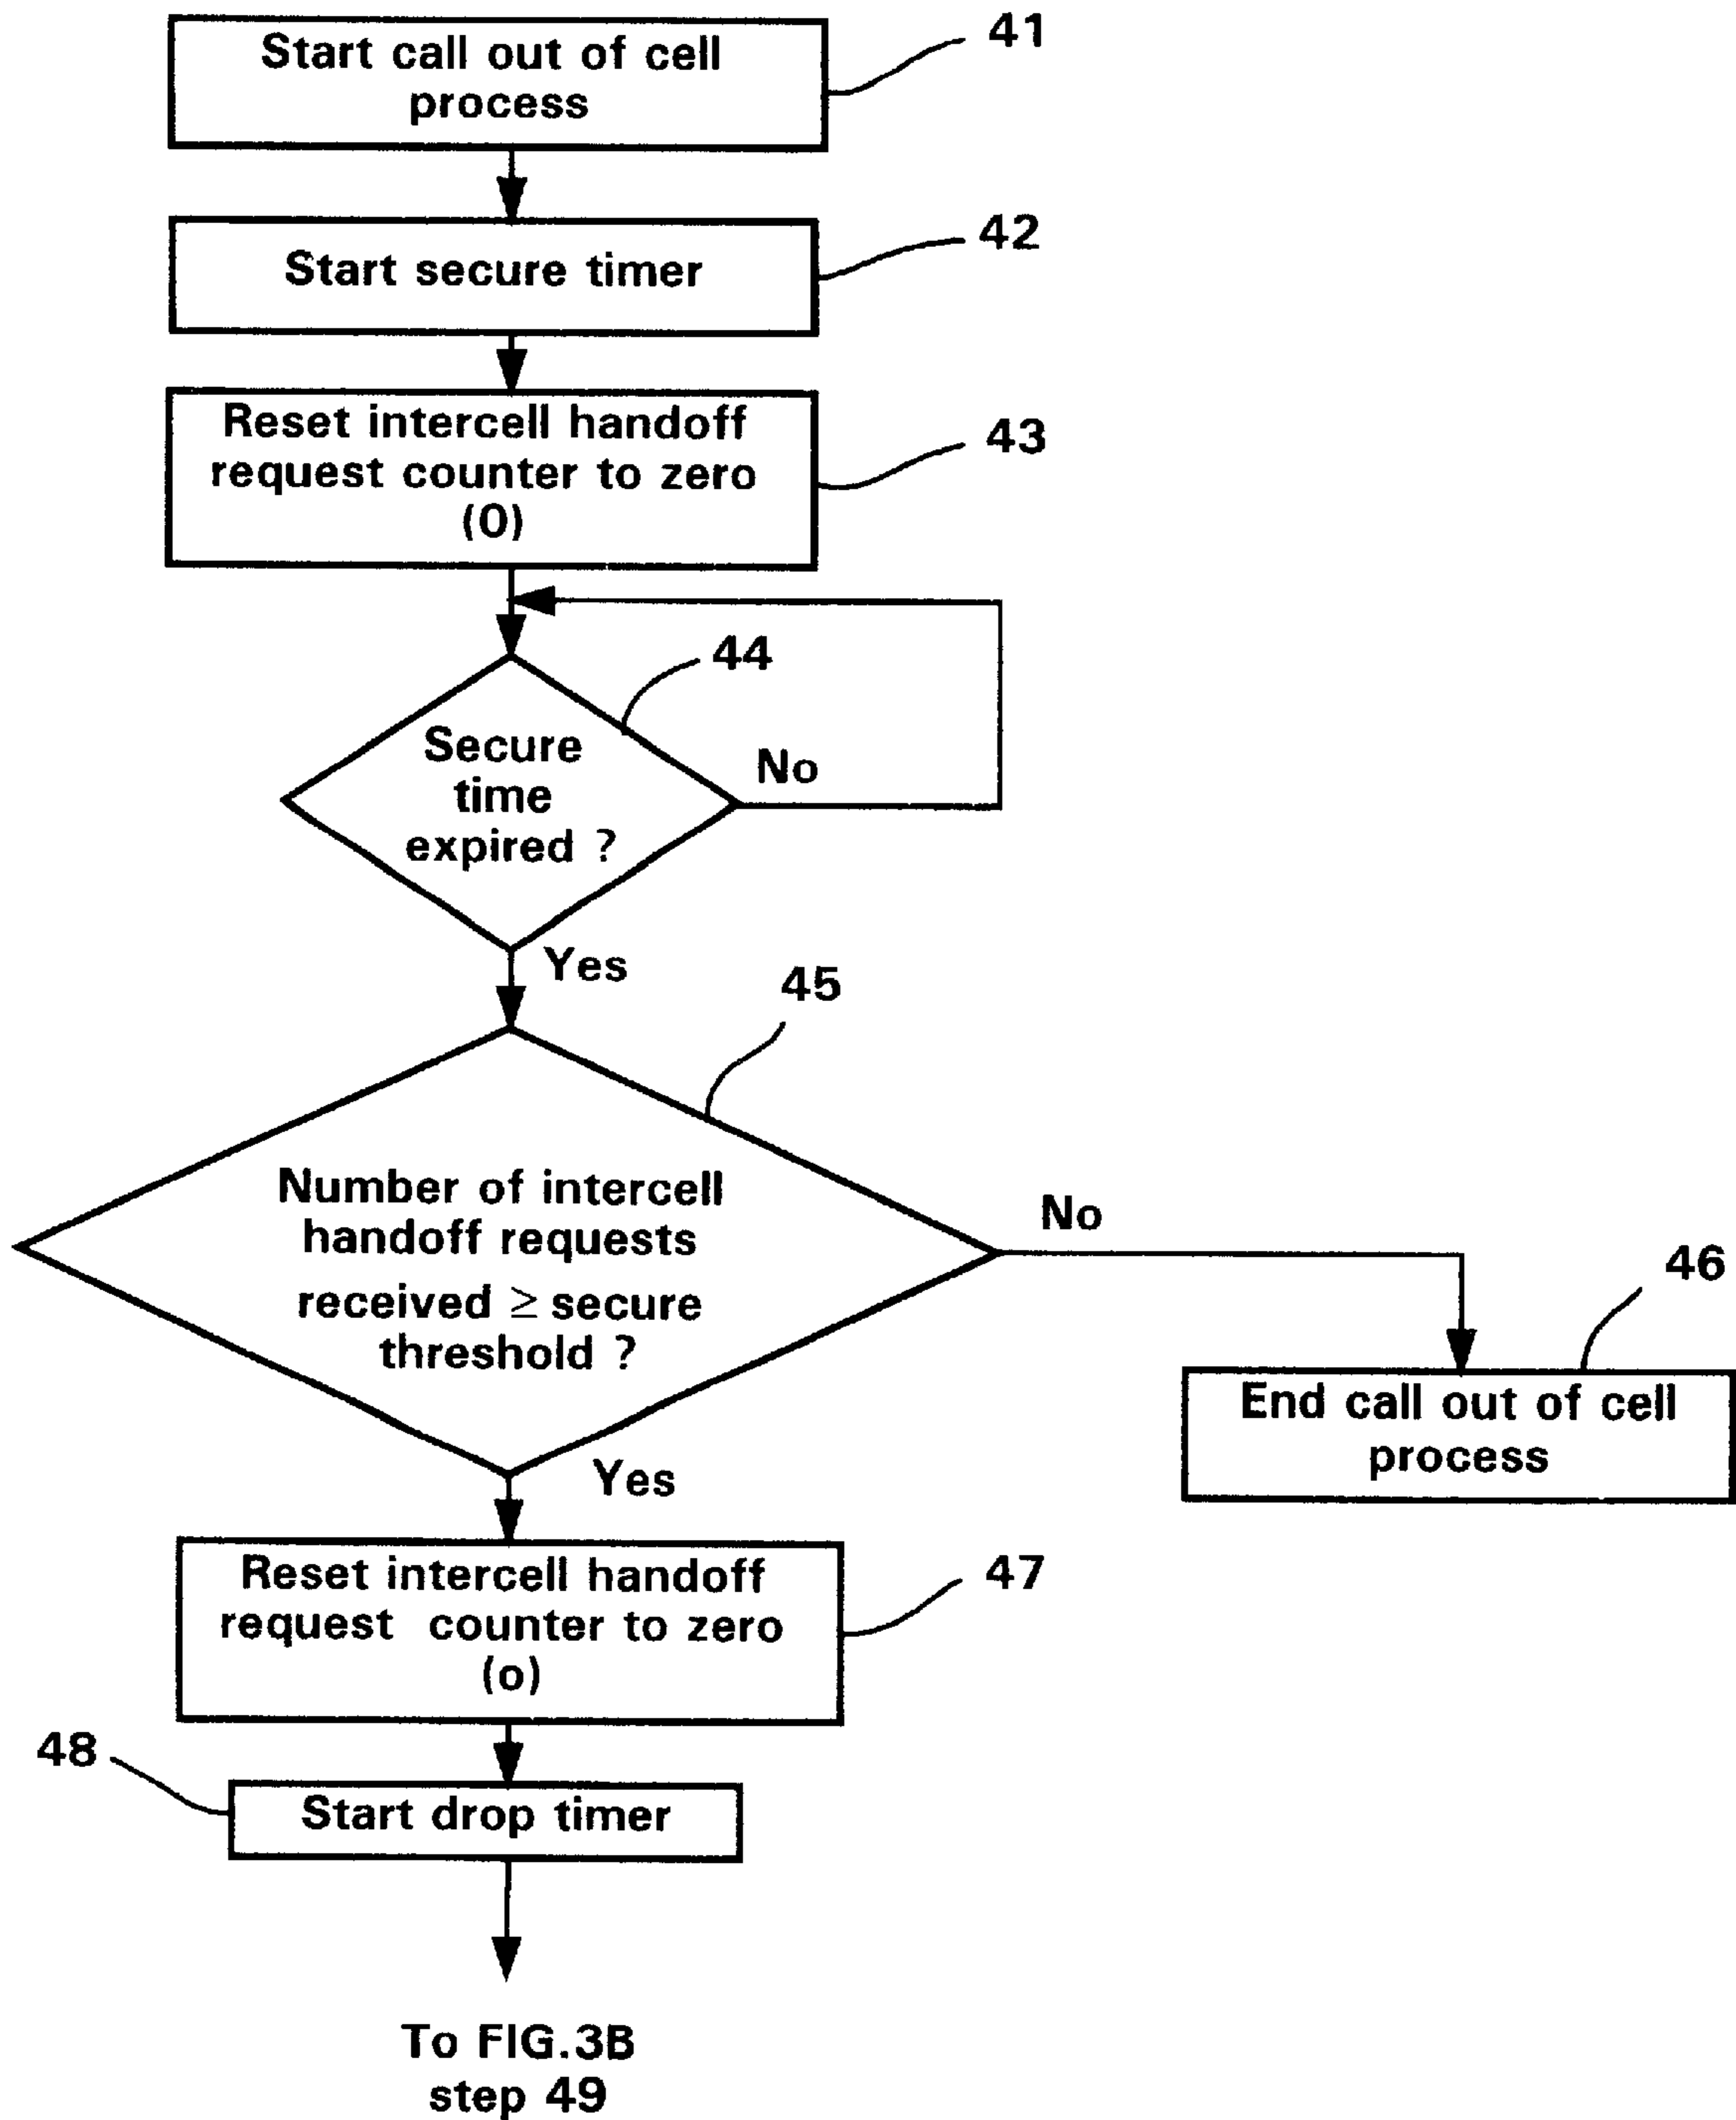 Start call out of cell
process
41
Start secure timer
42
Reset intercell handoff
request counter to zero
(0)
43
44
Secure
time
expired ?
No
Yes
45
Number of intercell
handoff requests
received ≥ secure
threshold ?
No
46
End call out of cell
process
Yes
Reset intercell handoff
request counter to zero
(o)
47
48
Start drop timer
To FIG.3B
step 49